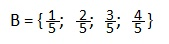 B = { 1/5; 2/5; 3/5; 4/5 }